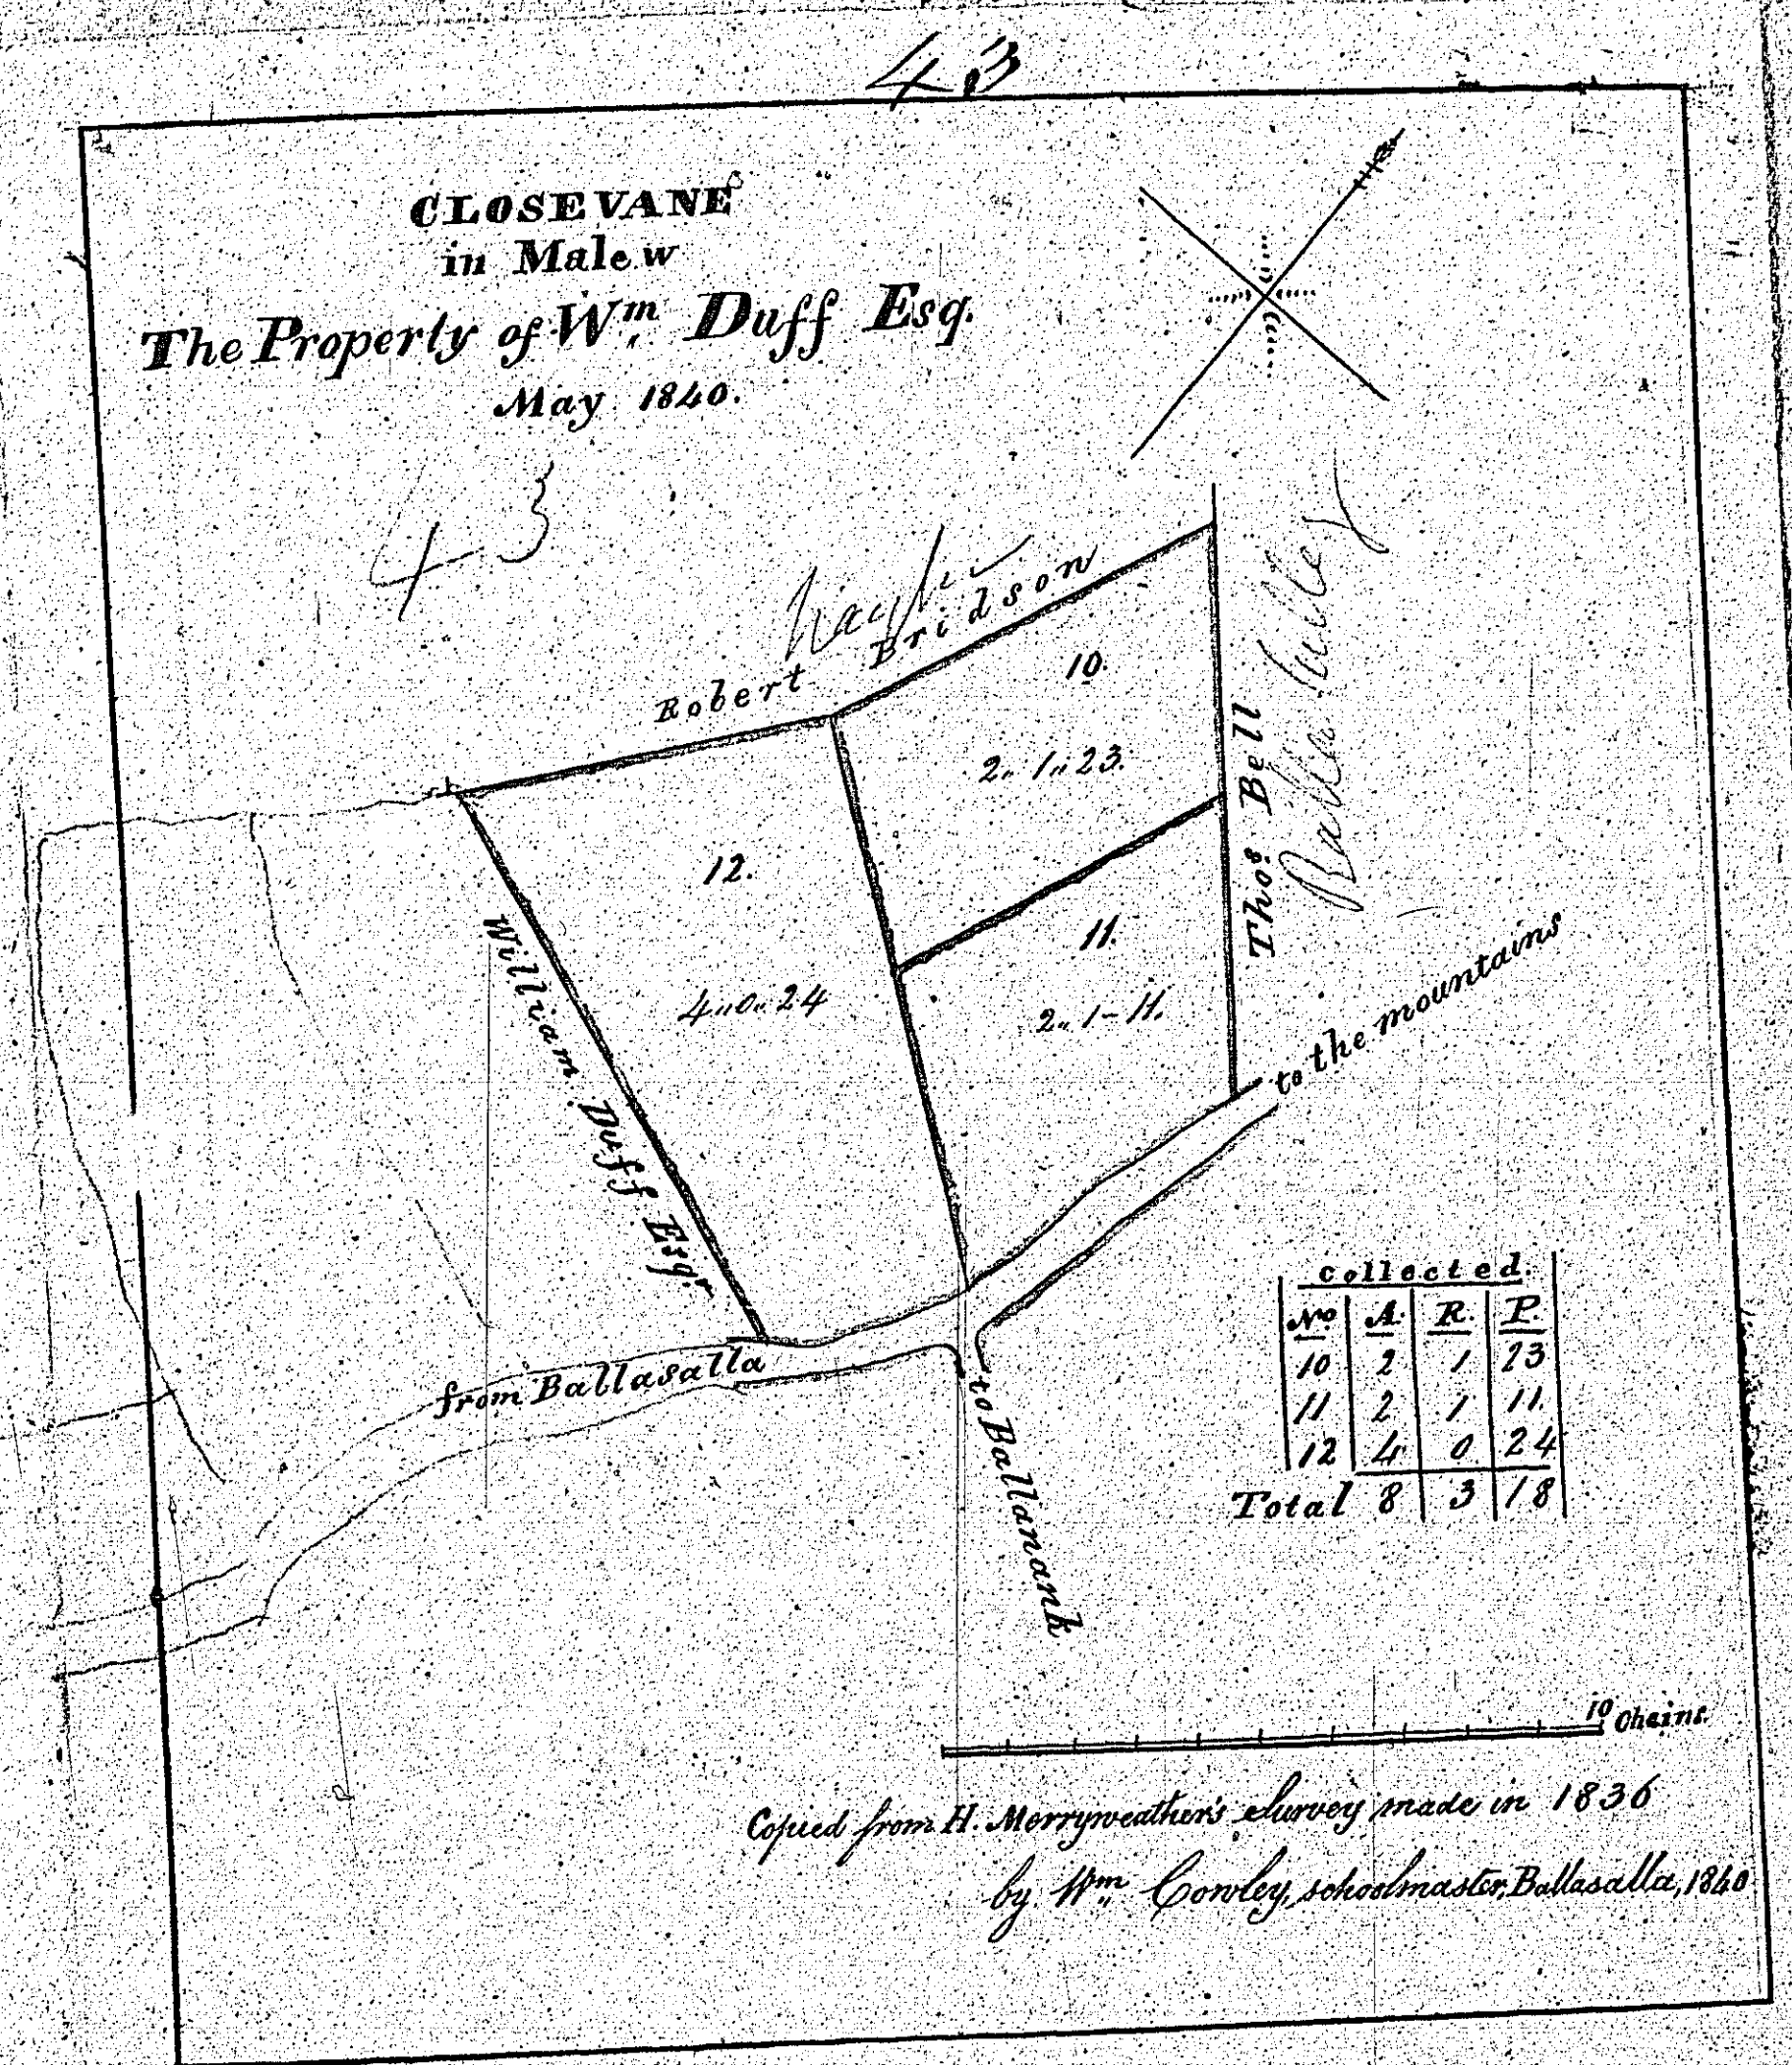 43
CLOSEVANE
in Malew
The Property of Wm Duff Esq.
May 1840.
43
Robert Bridson
10.
2,, 1,, 23.
Thos Bell
12.
4,, 0,, 24
11.
2,, 1 - 11.
William Duff Esqr
to the mountains
from Ballasalla
to Ballamank
collected.
No A. R. P.
10 2 1 23
11 2 1 11.
12 4 0 24
Total 8 3 18
10 Chains.
Copied from H. Merryweather's Survey made in 1836
by Wm Cowley, schoolmaster, Ballasalla, 1840